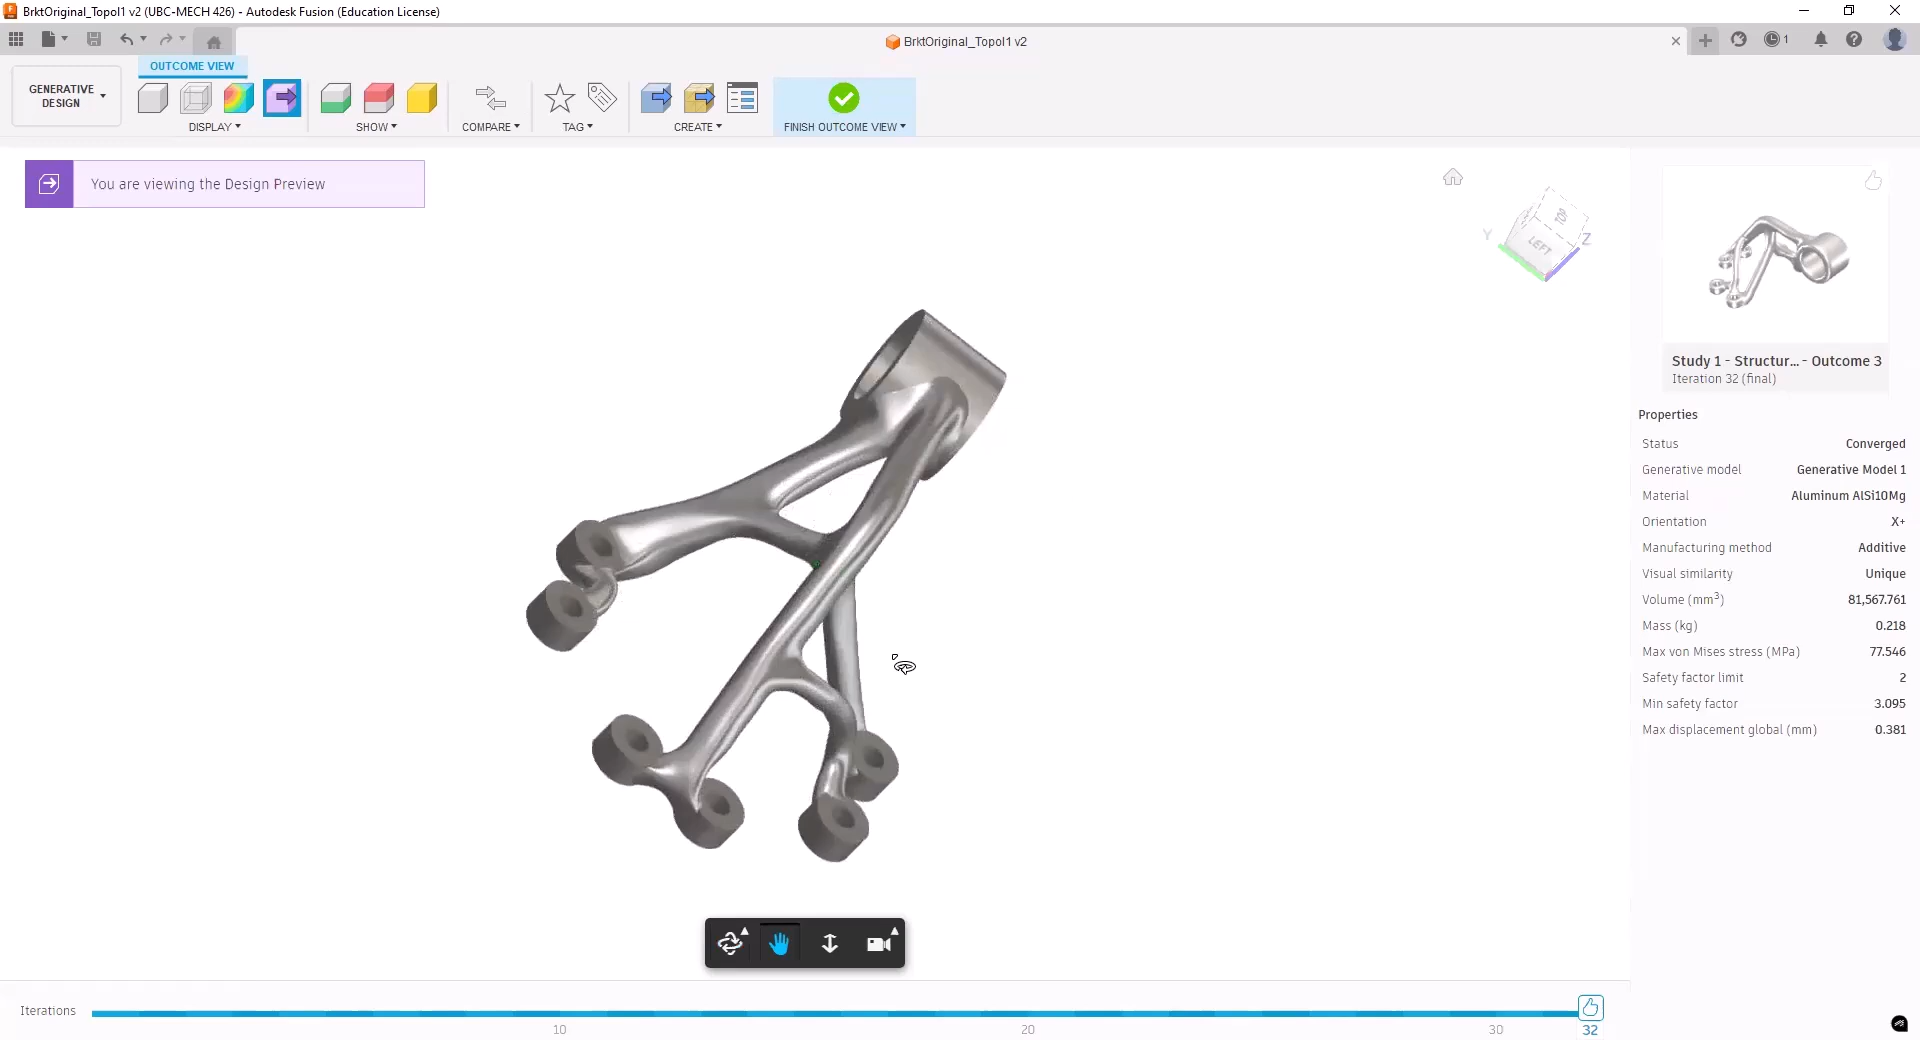 BrktOriginal_Topol1 v2 (UBC-MECH 426) - Autodesk Fusion (Education License)
BrktOriginal_Topol1 v2
1
OUTCOME VIEW
GENERATIVE
DESIGN
DISPLAY
SHOW
COMPARE
TAG
CREATE
FINISH OUTCOME VIEW
You are viewing the Design Preview
TOP
LEFT
Y
Z
Study 1 - Structur... - Outcome 3
Iteration 32 (final)
Properties
Status Converged
Generative model Generative Model 1
Material Aluminum AlSi10Mg
Orientation X+
Manufacturing method Additive
Visual similarity Unique
Volume (mm³) 81,567.761
Mass (kg) 0.218
Max von Mises stress (MPa) 77.546
Safety factor limit 2
Min safety factor 3.095
Max displacement global (mm) 0.381
Iterations
10 20 30 32